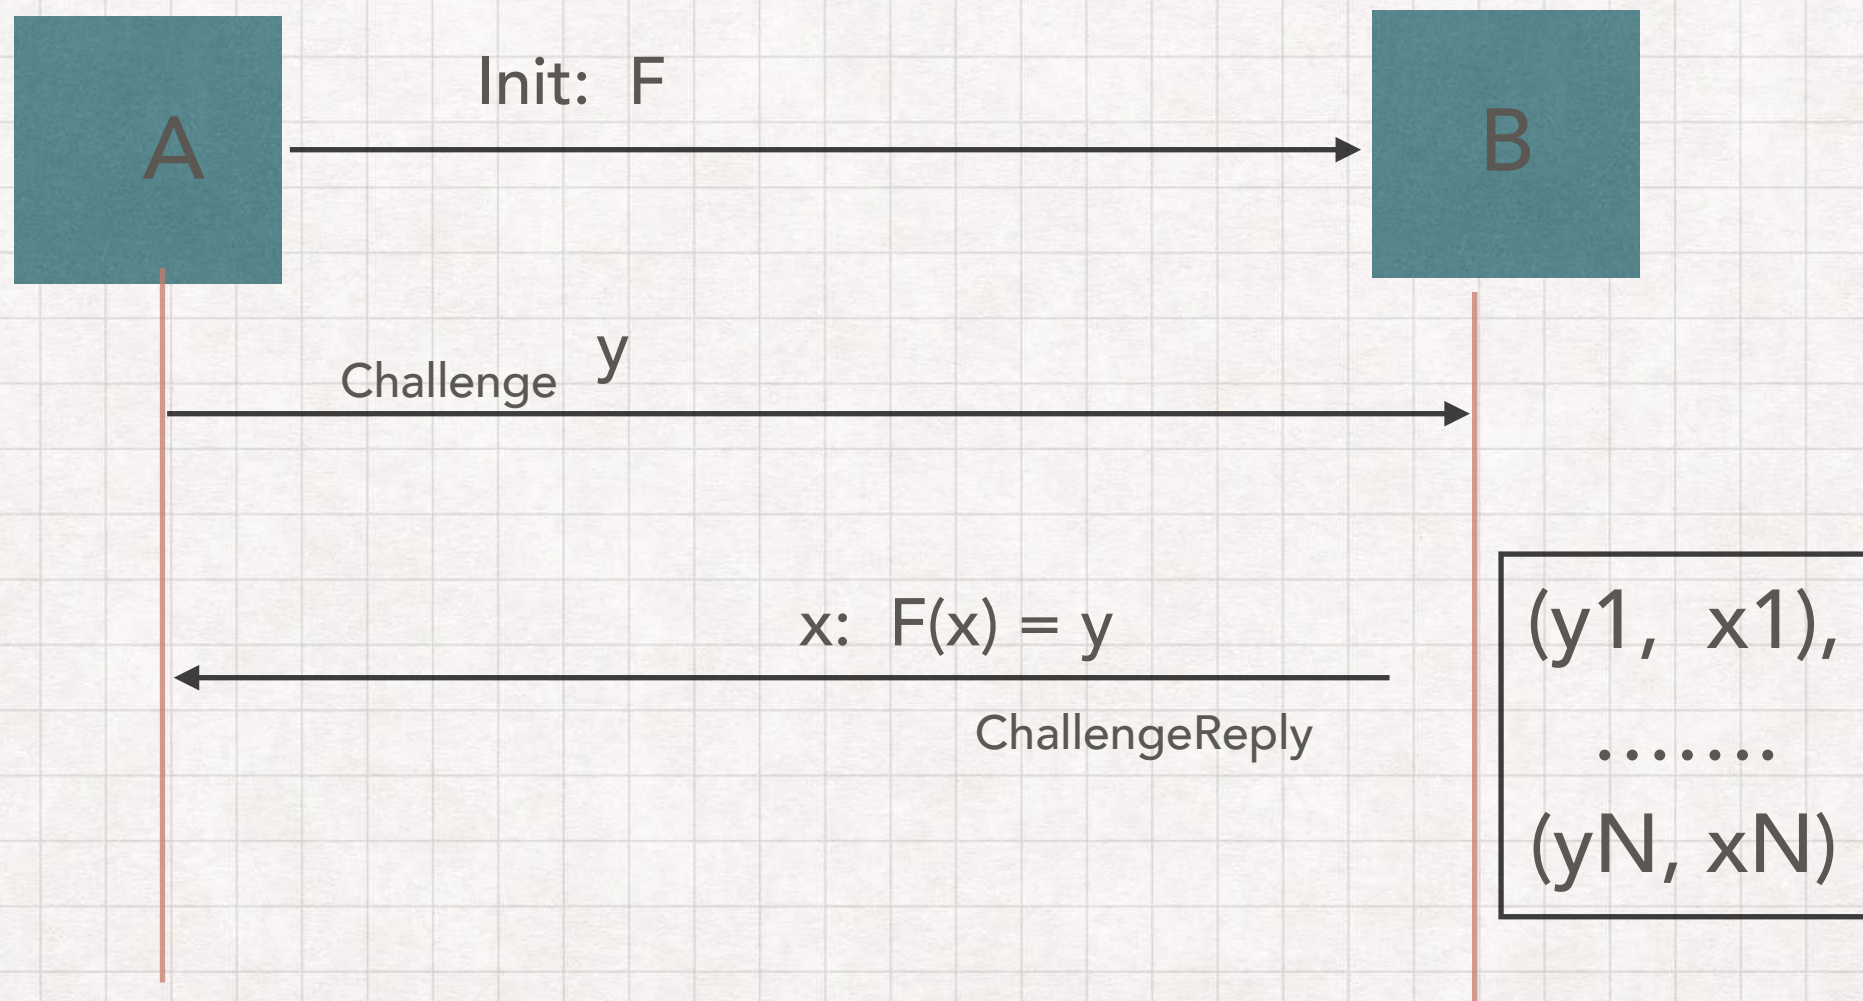 A
Init: F
B
Challenge y
x: F(x) = y
ChallengeReply
(y1, x1),
.......
(yN, xN)